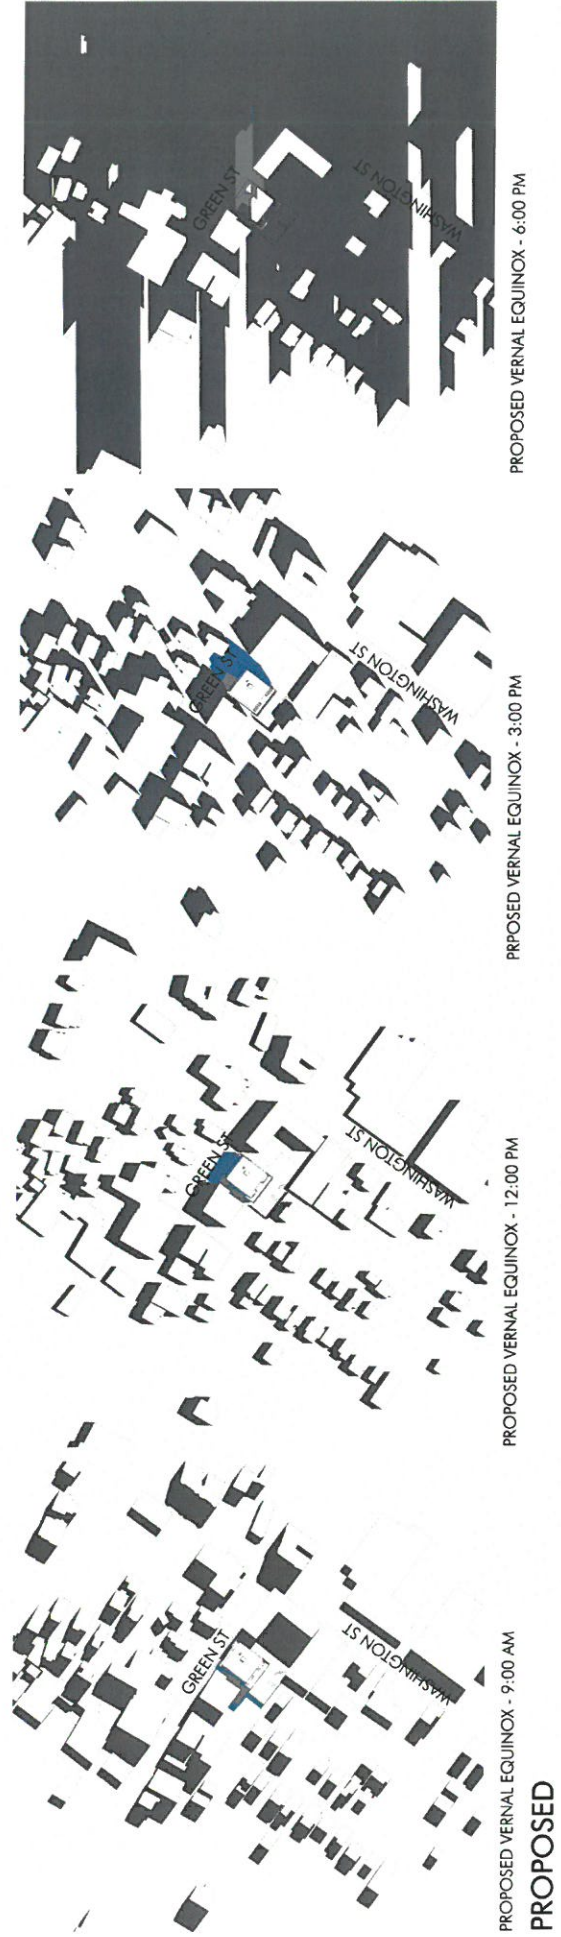 GREEN ST
WASHINGTON ST
PROPOSED VERNAL EQUINOX - 9:00 AM
GREEN ST
WASHINGTON ST
PROPOSED VERNAL EQUINOX - 12:00 PM
GREEN ST
WASHINGTON ST
PRPOSED VERNAL EQUINOX - 3:00 PM
GREEN ST
WASHINGTON ST
PROPOSED VERNAL EQUINOX - 6:00 PM
PROPOSED